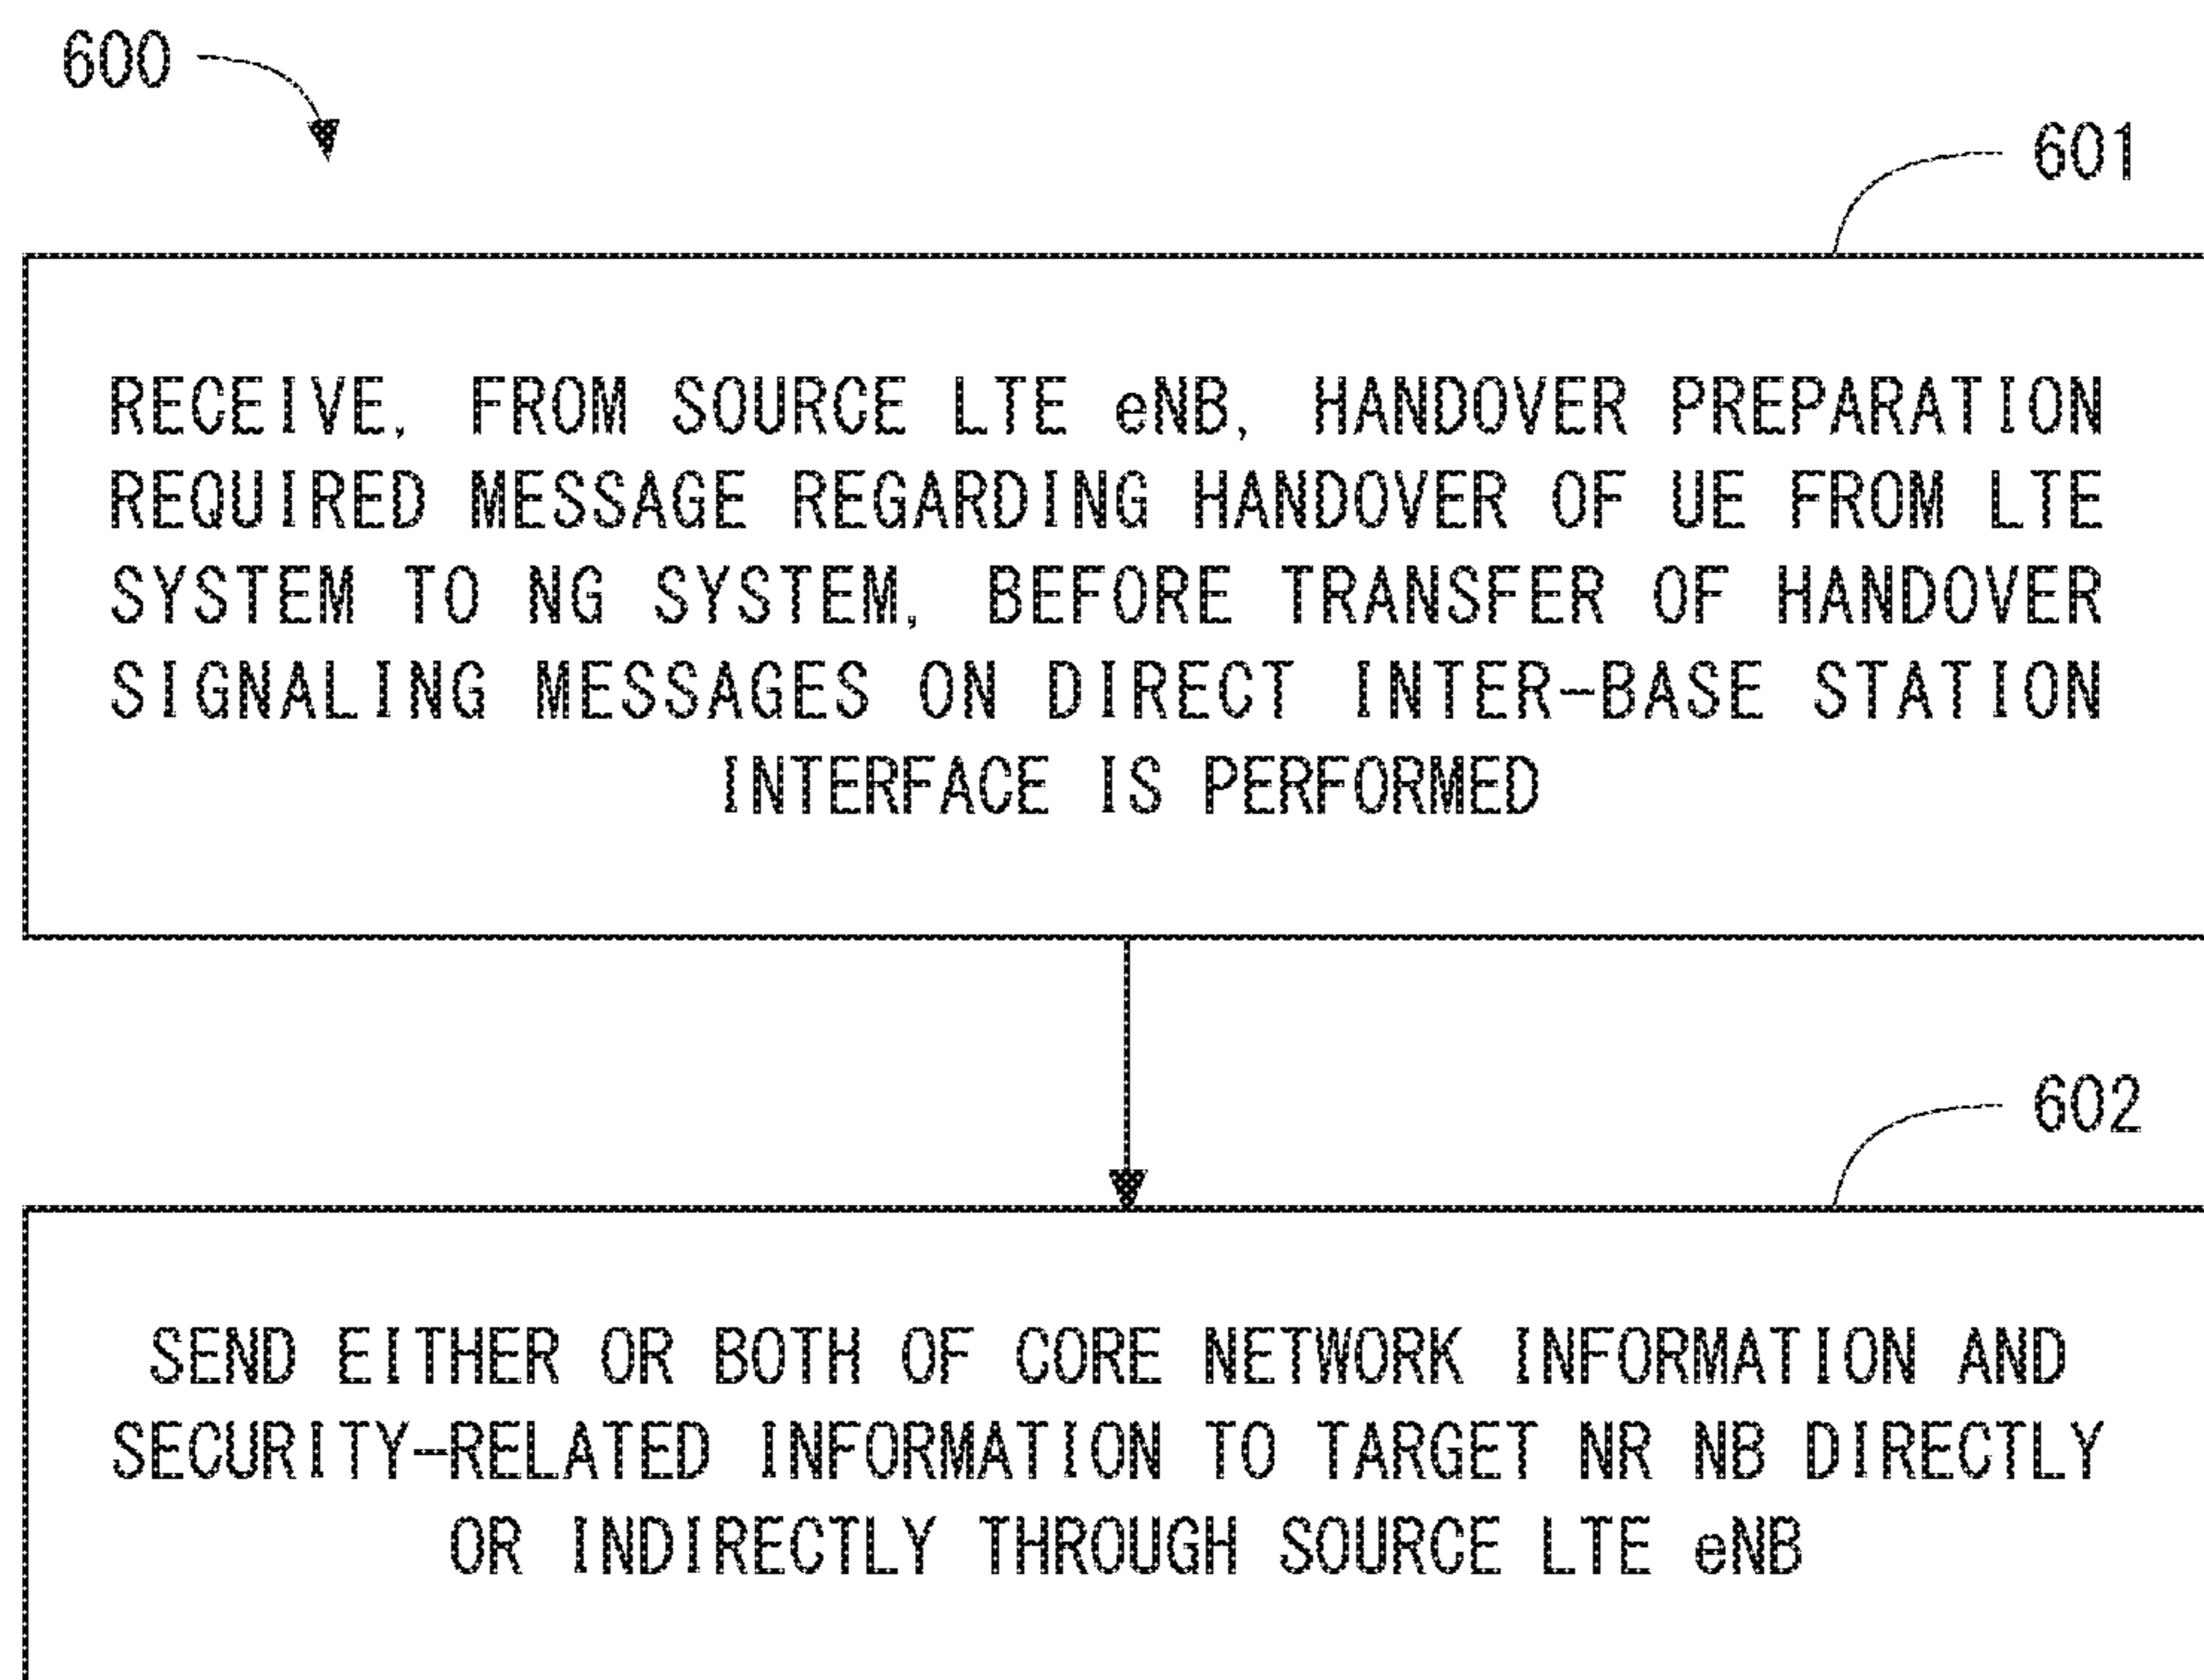 600
601
RECEIVE, FROM SOURCE LTE eNB, HANDOVER PREPARATION
REQUIRED MESSAGE REGARDING HANDOVER OF UE FROM LTE
SYSTEM TO NG SYSTEM, BEFORE TRANSFER OF HANDOVER
SIGNALING MESSAGES ON DIRECT INTER-BASE STATION
INTERFACE IS PERFORMED
602
SEND EITHER OR BOTH OF CORE NETWORK INFORMATION AND
SECURITY-RELATED INFORMATION TO TARGET NR NB DIRECTLY
OR INDIRECTLY THROUGH SOURCE LTE eNB